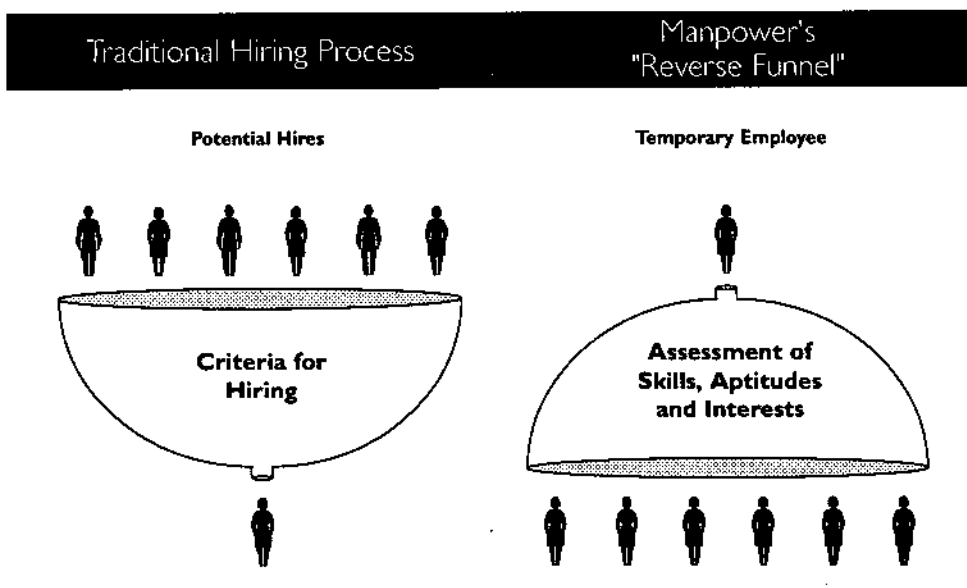 Traditional Hiring Process
Manpower's
"Reverse Funnel"
Potential Hires
Criteria for
Hiring
Temporary Employee
Assessment of
Skills, Aptitudes
and Interests